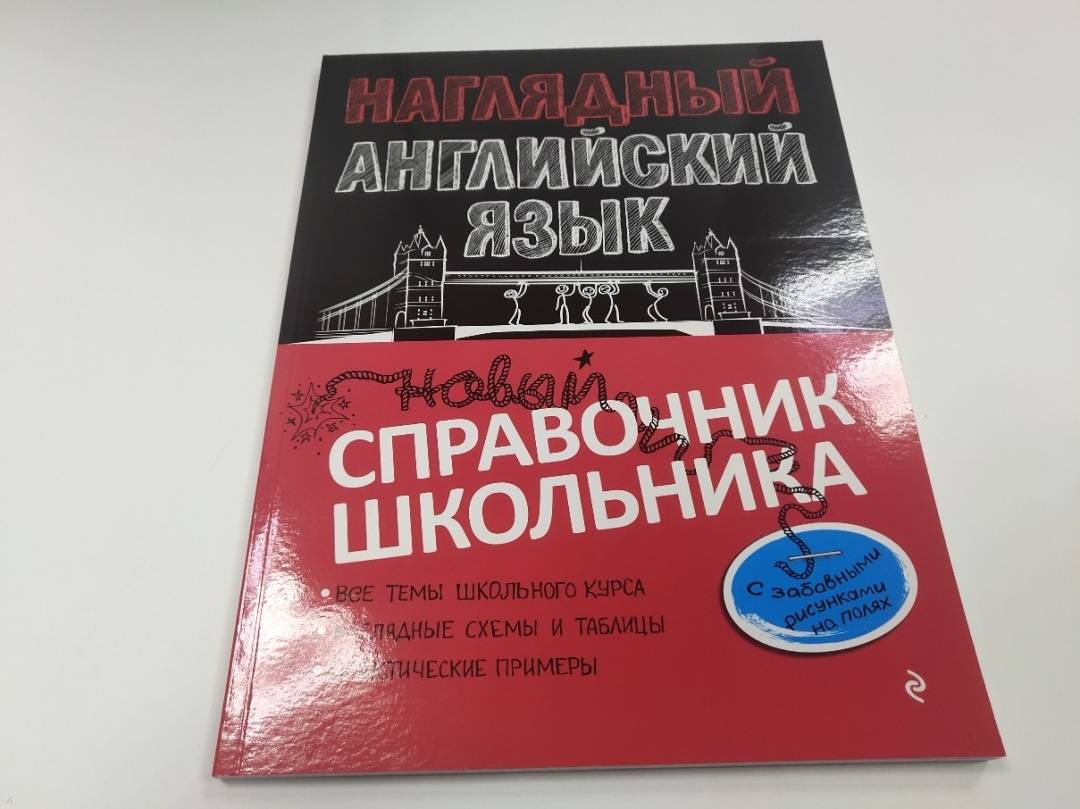 НАГЛЯДНЫЙ
АНГЛИЙСКИЙ
ЯЗЫК
новый
СПРАВОЧНИК
ШКОЛЬНИКА
• ВСЕ ТЕМЫ ШКОЛЬНОГО КУРСА
СХЕМЫ И ТАБЛИЦЫ
ПРИМЕРЫ
С забавными
рисунками
на полях